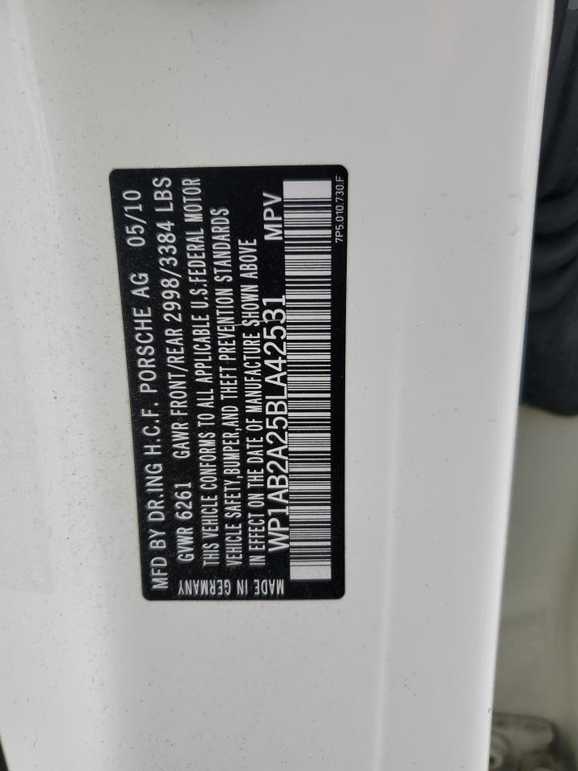 MFD BY DR.ING H.C.F. PORSCHE AG 05/10
GVWR 6261 GAWR FRONT/REAR 2998/3384 LBS
THIS VEHICLE CONFORMS TO ALL APPLICABLE U.S.FEDERAL MOTOR
VEHICLE SAFETY,BUMPER,AND THEFT PREVENTION STANDARDS
IN EFFECT ON THE DATE OF MANUFACTURE SHOWN ABOVE
WP1AB2A25BLA42531 MPV
MADE IN GERMANY
7P5.010.730.F